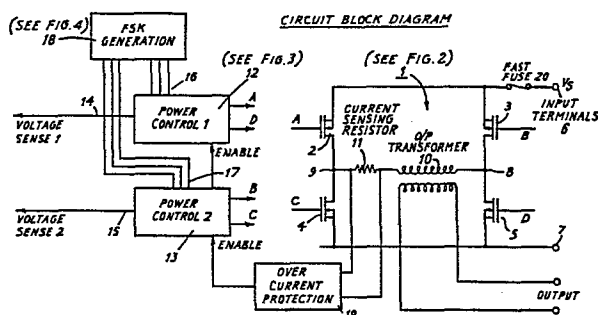 CIRCUIT BLOCK DIAGRAM
(SEE FIG.4)
18
FSK
GENERATION
16
(SEE FIG.3)
12
(SEE FIG.2)
1
FAST
FUSE 20
VS
INPUT
TERMINALS
6
14
VOLTAGE
SENSE 1
POWER
CONTROL 1
A
D
ENABLE
A
2
CURRENT
SENSING
RESISTOR
11
O/P
TRANSFORMER
10
3
B
9
8
17
VOLTAGE
SENSE 2
15
POWER
CONTROL 2
13
B
C
ENABLE
C
4
D
5
7
OVER
CURRENT
PROTECTION
OUTPUT